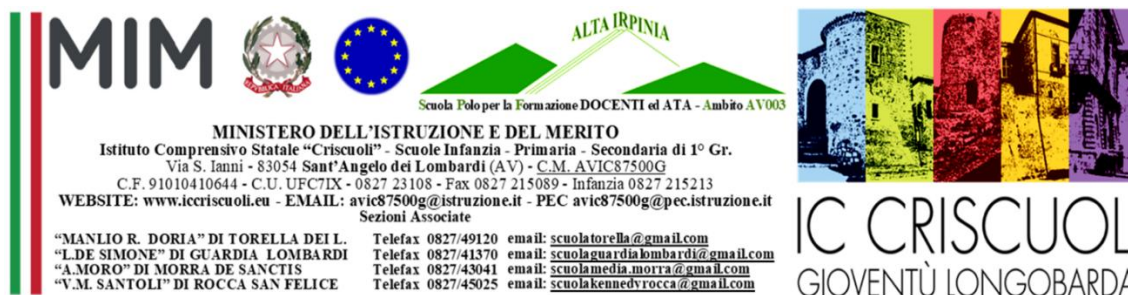 MIM
REPVBBLICA ITALIANA
ALTA IRPINIA
Scuola Polo per la Formazione DOCENTI ed ATA - Ambito AV003
MINISTERO DELL'ISTRUZIONE E DEL MERITO
Istituto Comprensivo Statale “Criscuoli” - Scuole Infanzia - Primaria - Secondaria di 1° Gr.
Via S. Ianni - 83054 Sant'Angelo dei Lombardi (AV) - C.M. AVIC87500G
C.F. 91010410644 - C.U. UFC7IX - 0827 23108 - Fax 0827 215089 - Infanzia 0827 215213
WEBSITE: www.iccriscuoli.eu - EMAIL: avic87500g@istruzione.it - PEC avic87500g@pec.istruzione.it
Sezioni Associate
“MANLIO R. DORIA” DI TORELLA DEI L. Telefax 0827/49120 email: scuolatorella@gmail.com
“L.DE SIMONE” DI GUARDIA LOMBARDI Telefax 0827/41370 email: scuolaguardialombardi@gmail.com
“A.MORO” DI MORRA DE SANCTIS Telefax 0827/43041 email: scuolamedia.morra@gmail.com
“V.M. SANTOLI” DI ROCCA SAN FELICE Telefax 0827/45025 email: scuolakennedyrocca@gmail.com
IC CRISCUOL
GIOVENTÙ LONGOBARDA